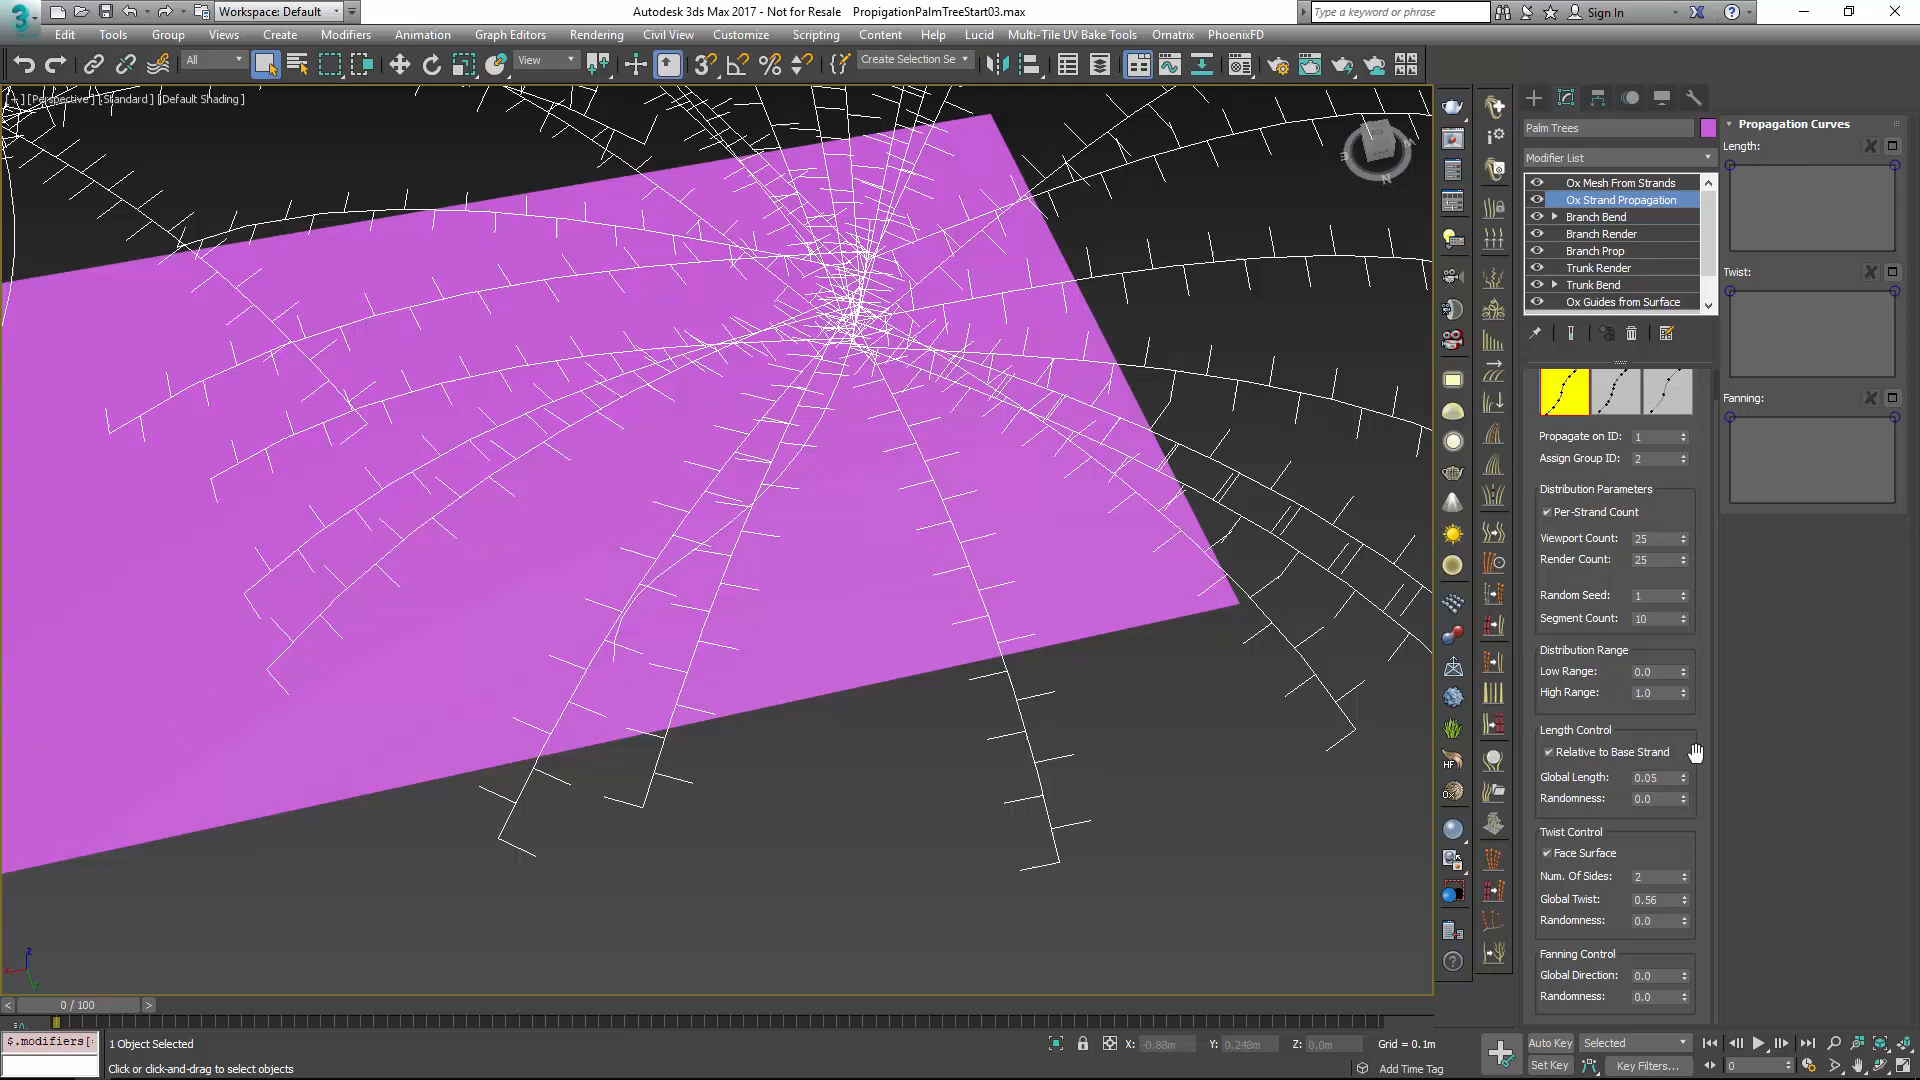 Workspace: Default
Autodesk 3ds Max 2017 - Not for Resale PropigationPalmTreeStart03.max
Type a keyword or phrase
Sign In
Edit Tools Group Views Create Modifiers Animation Graph Editors Rendering Civil View Customize Scripting Content Help Lucid Multi-Tile UV Bake Tools Ornatrix PhoenixFD
All
View
Create Selection Se
[+] [Perspective] [Standard] [Default Shading]
Palm Trees
Modifier List
Ox Mesh From Strands
Ox Strand Propagation
Branch Bend
Branch Render
Branch Prop
Trunk Render
Trunk Bend
Ox Guides from Surface
Propagate on ID: 1
Assign Group ID: 2
Distribution Parameters
Per-Strand Count
Viewport Count: 25
Render Count: 25
Random Seed: 1
Segment Count: 10
Distribution Range
Low Range: 0.0
High Range: 1.0
Length Control
Relative to Base Strand
Global Length: 0.05
Randomness: 0.0
Twist Control
Face Surface
Num. Of Sides: 2
Global Twist: 0.56
Randomness: 0.0
Fanning Control
Global Direction: 0.0
Randomness: 0.0
Propagation Curves
Length:
Twist:
Fanning:
0 / 100
$.modifiers[
1 Object Selected
Click or click-and-drag to select objects
X: -0.88m Y: 0.248m Z: 0.0m Grid = 0.1m
Add Time Tag
Auto Key Selected
Set Key Key Filters...
0